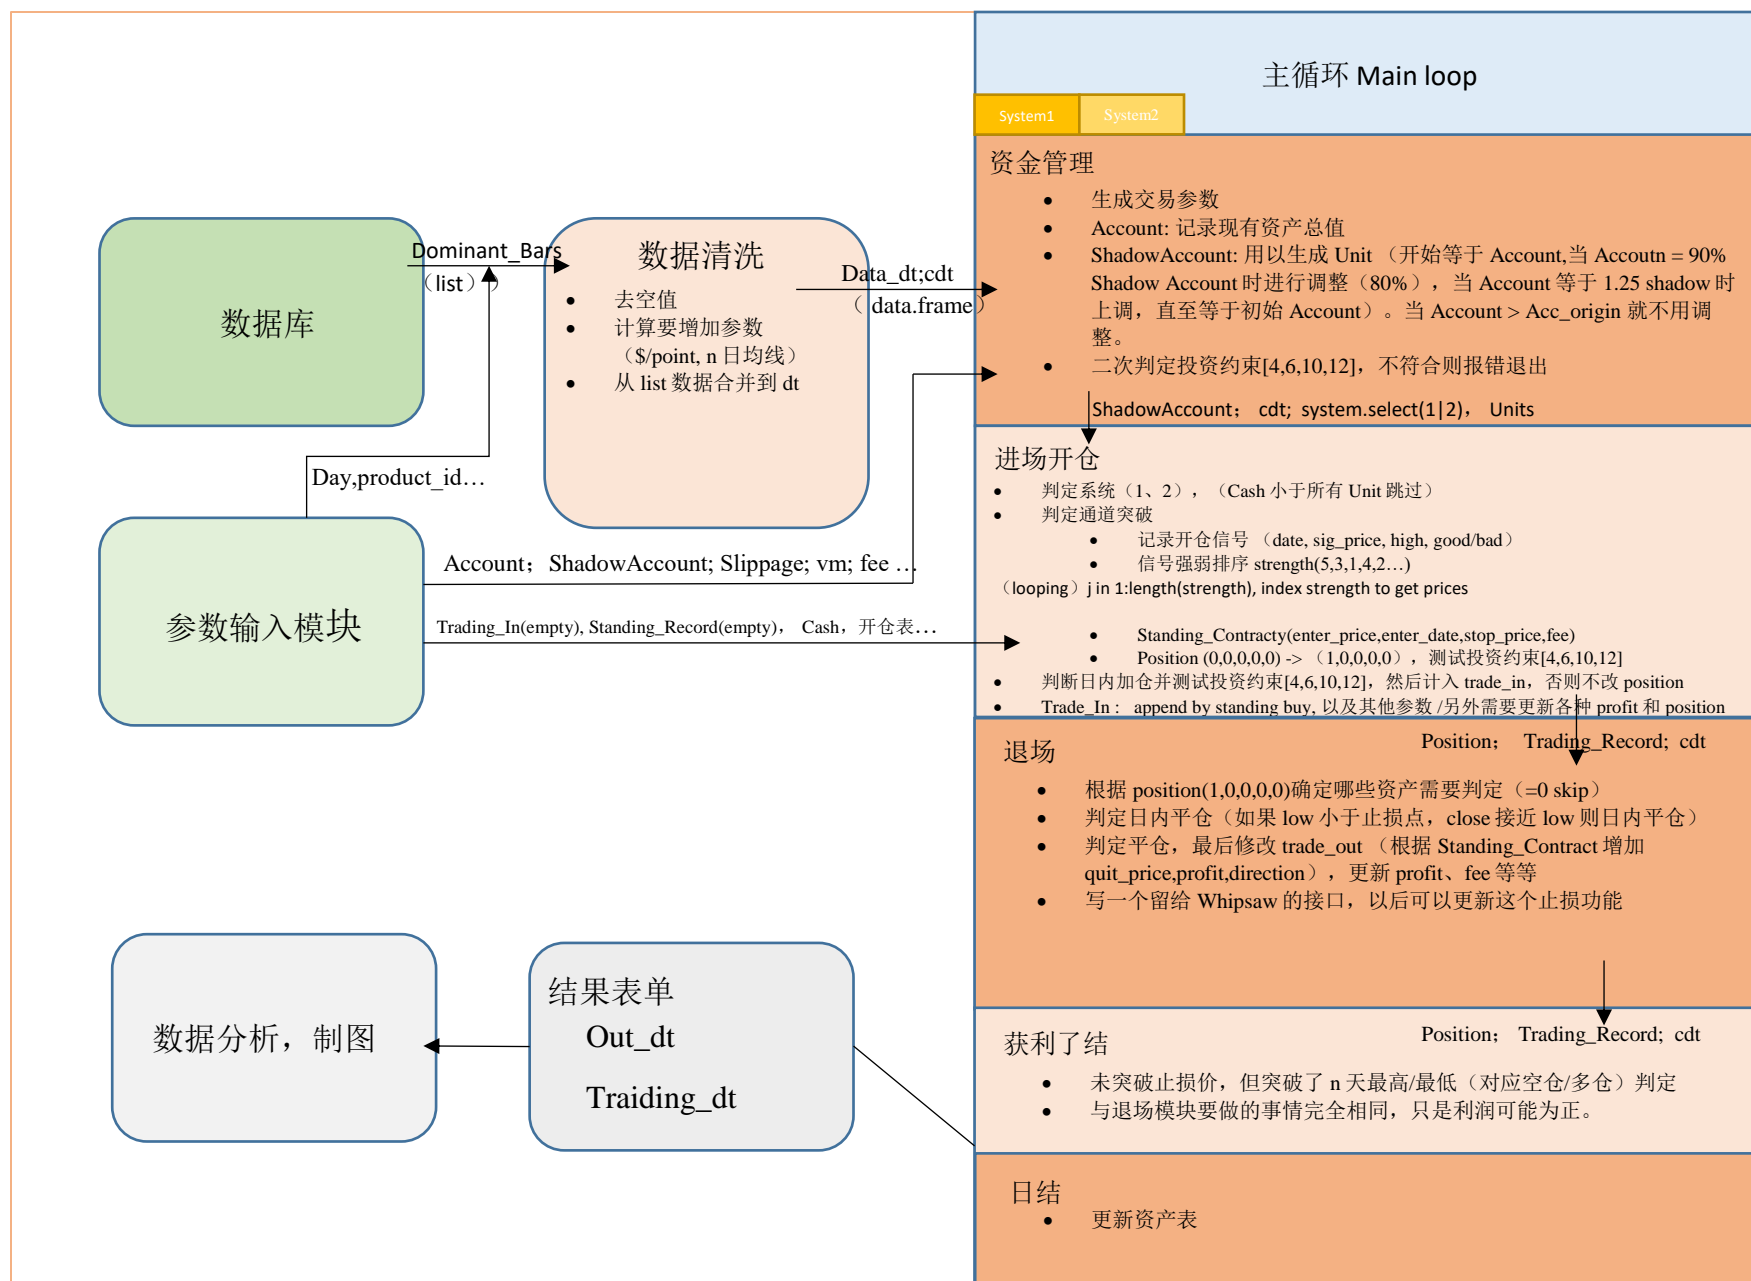 主循环 Main loop
System1
System2
资金管理
• 生成交易参数
• Account: 记录现有资产总值
• ShadowAccount: 用以生成 Unit （开始等于 Account,当 Accoutn = 90%
Shadow Account 时进行调整（80%），当 Account 等于 1.25 shadow 时
上调，直至等于初始 Account）。当 Account > Acc_origin 就不用调
整。
• 二次判定投资约束[4,6,10,12]，不符合则报错退出
ShadowAccount； cdt; system.select(1|2)， Units
数据库
Dominant_Bars
（list）
数据清洗
• 去空值
• 计算要增加参数
（$/point, n 日均线）
• 从 list 数据合并到 dt
Data_dt;cdt
（ data.frame）
Day,product_id…
参数输入模块
Account；ShadowAccount; Slippage; vm; fee …
Trading_In(empty), Standing_Record(empty)， Cash，开仓表…
进场开仓
• 判定系统（1、2），（Cash 小于所有 Unit 跳过）
• 判定通道突破
• 记录开仓信号 （date, sig_price, high, good/bad）
• 信号强弱排序 strength(5,3,1,4,2…)
（looping）j in 1:length(strength), index strength to get prices
• Standing_Contracty(enter_price,enter_date,stop_price,fee)
• Position (0,0,0,0,0) -> （1,0,0,0,0），测试投资约束[4,6,10,12]
• 判断日内加仓并测试投资约束[4,6,10,12]，然后计入 trade_in，否则不改 position
• Trade_In： append by standing buy, 以及其他参数 /另外需要更新各种 profit 和 position
退场
Position； Trading_Record; cdt
• 根据 position(1,0,0,0,0)确定哪些资产需要判定（=0 skip）
• 判定日内平仓（如果 low 小于止损点，close 接近 low 则日内平仓）
• 判定平仓，最后修改 trade_out （根据 Standing_Contract 增加
quit_price,profit,direction），更新 profit、fee 等等
• 写一个留给 Whipsaw 的接口，以后可以更新这个止损功能
获利了结
Position； Trading_Record; cdt
• 未突破止损价，但突破了 n 天最高/最低（对应空仓/多仓）判定
• 与退场模块要做的事情完全相同，只是利润可能为正。
日结
• 更新资产表
结果表单
Out_dt
Traiding_dt
数据分析，制图